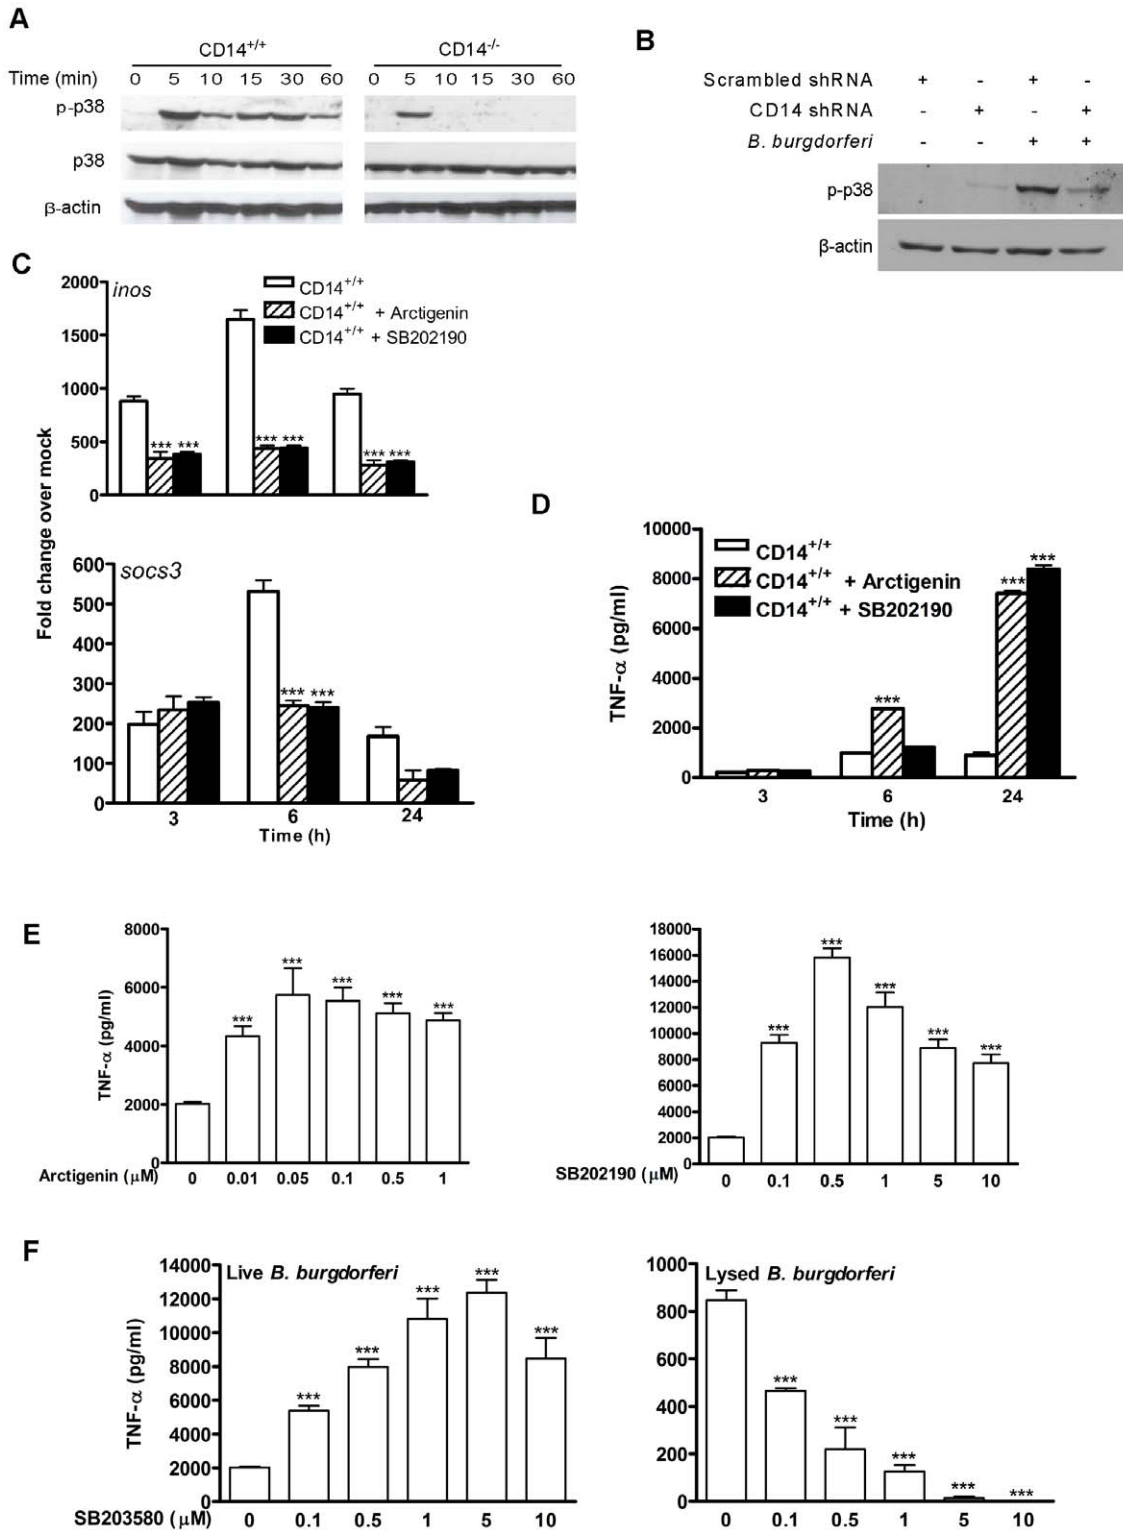 A
CD14+/+ CD14-/-
Time (min) 0 5 10 15 30 60 0 5 10 15 30 60
p-p38
p38
β-actin
B
Scrambled shRNA + - + -
CD14 shRNA - + - +
B. burgdorferi - - + +
p-p38
β-actin
C
Fold change over mock
inos
CD14+/+
CD14+/+ + Arctigenin
CD14+/+ + SB202190
2000
1500
1000
500
0
*** *** *** *** *** ***
socs3
600
500
400
300
200
100
0
*** ***
3 6 24
Time (h)
D
TNF-α (pg/ml)
10000
8000
6000
4000
2000
0
CD14+/+
CD14+/+ + Arctigenin
CD14+/+ + SB202190
*** *** ***
3 6 24
Time (h)
E
TNF-α (pg/ml)
8000
6000
4000
2000
0
*** *** *** *** ***
Arctigenin (μM) 0 0.01 0.05 0.1 0.5 1
18000
16000
14000
12000
10000
8000
6000
4000
2000
0
*** *** *** *** ***
SB202190 (μM) 0 0.1 0.5 1 5 10
F
Live B. burgdorferi
TNF-α (pg/ml)
14000
12000
10000
8000
6000
4000
2000
0
*** *** *** *** ***
SB203580 (μM) 0 0.1 0.5 1 5 10
Lysed B. burgdorferi
1000
800
600
400
200
0
*** *** *** *** ***
0 0.1 0.5 1 5 10